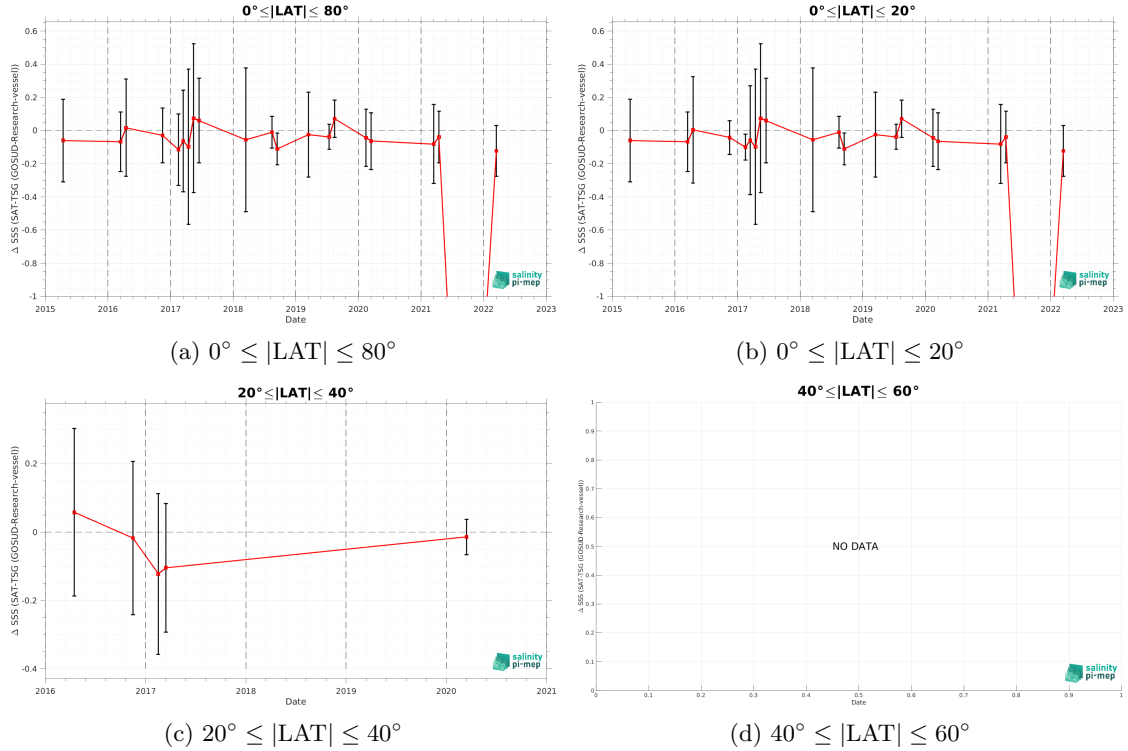 0°≤|LAT|≤ 80°
Δ SSS (SAT-TSG (GOSUD-Research-vessel))
0.6
0.4
0.2
0
-0.2
-0.4
-0.6
-0.8
-1
2015 2016 2017 2018 2019 2020 2021 2022 2023
Date
salinity
pi-mep
(a) 0° ≤ |LAT| ≤ 80°
0°≤|LAT|≤ 20°
Δ SSS (SAT-TSG (GOSUD-Research-vessel))
0.6
0.4
0.2
0
-0.2
-0.4
-0.6
-0.8
-1
2015 2016 2017 2018 2019 2020 2021 2022 2023
Date
salinity
pi-mep
(b) 0° ≤ |LAT| ≤ 20°
20°≤|LAT|≤ 40°
Δ SSS (SAT-TSG (GOSUD-Research-vessel))
0.2
0
-0.2
-0.4
2016 2017 2018 2019 2020 2021
Date
salinity
pi-mep
(c) 20° ≤ |LAT| ≤ 40°
40°≤|LAT|≤ 60°
Δ SSS (SAT-TSG (GOSUD-Research-vessel))
1
0.9
0.8
0.7
0.6
0.5
0.4
0.3
0.2
0.1
0
NO DATA
0 0.1 0.2 0.3 0.4 0.5 0.6 0.7 0.8 0.9 1
Date
salinity
pi-mep
(d) 40° ≤ |LAT| ≤ 60°